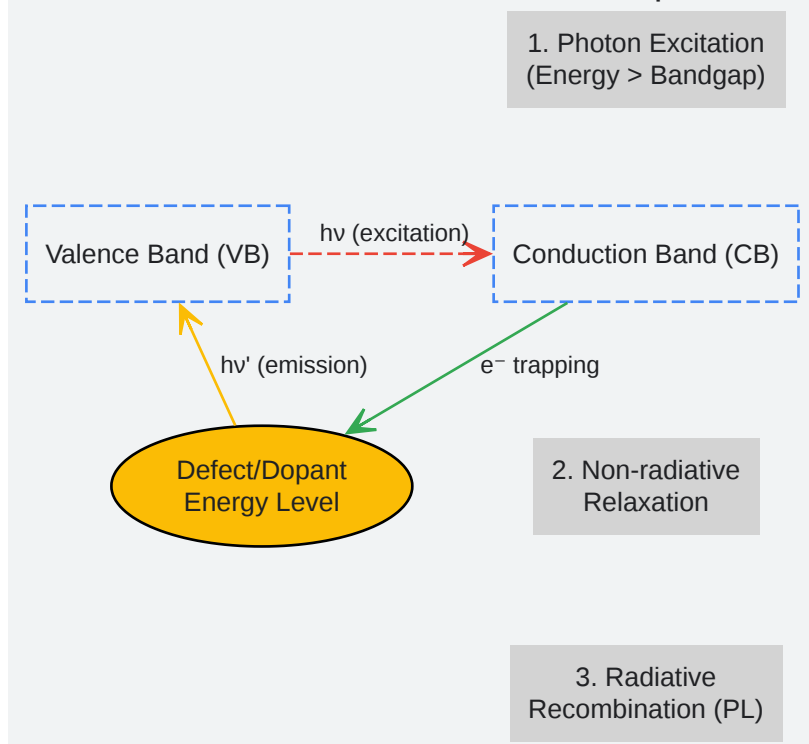 1. Photon Excitation
(Energy > Bandgap)
Valence Band (VB)
hν (excitation)
Conduction Band (CB)
hν' (emission)
e⁻ trapping
Defect/Dopant
Energy Level
2. Non-radiative
Relaxation
3. Radiative
Recombination (PL)